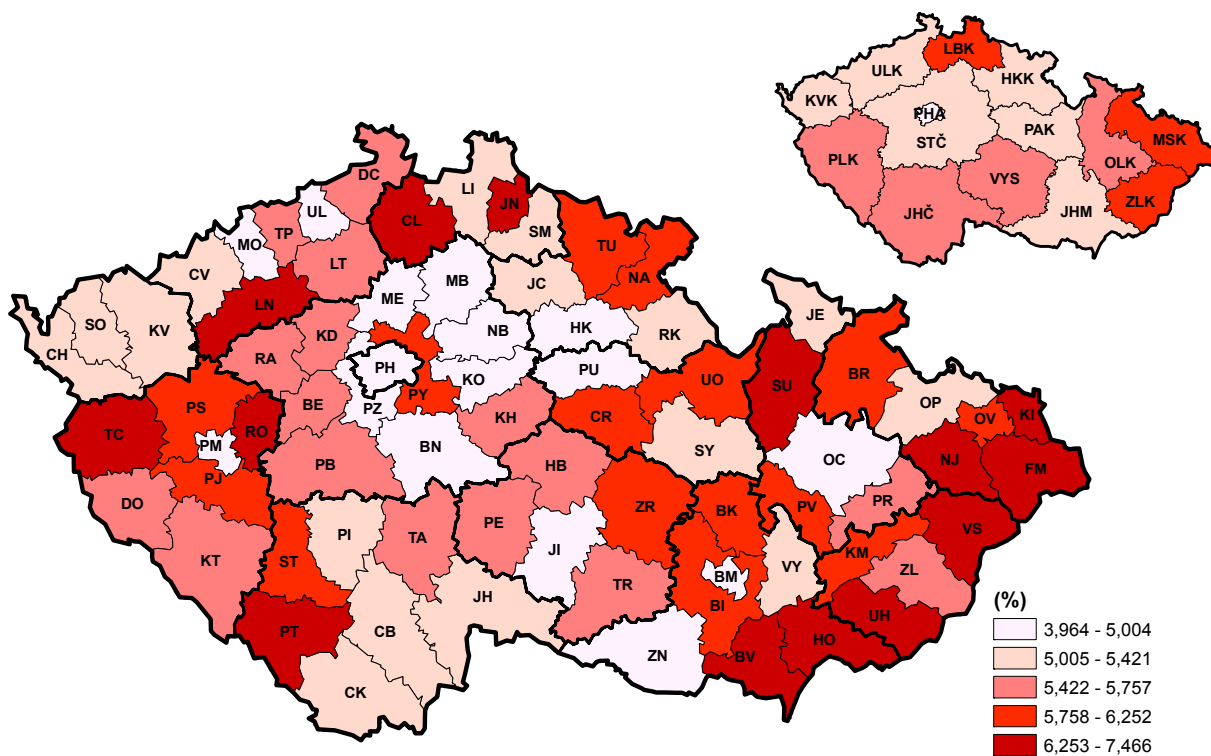 LBK
ULK
HKK
KVK
PHA
STČ
PAK
MSK
PLK
OLK
VYS
ZLK
JHČ
JHM
DC
LI
JN
UL
CL
SM
MO
TP
TU
CV
LT
MB
NA
JC
ME
LN
SO
KV
NB
HK
RK
JE
CH
KD
RA
PH
KO
PU
UO
SU
BR
PS
BE
PZ
PY
OP
KI
TC
RO
KH
CR
OV
PM
BN
SY
OC
NJ
FM
PB
HB
PJ
DO
PR
ZR
BK
PV
VS
KT
ST
PI
TA
PE
JI
KM
VY
ZL
BM
TR
JH
BI
PT
CB
UH
HO
ZN
BV
CK
(%)
3,964 - 5,004
5,005 - 5,421
5,422 - 5,757
5,758 - 6,252
6,253 - 7,466